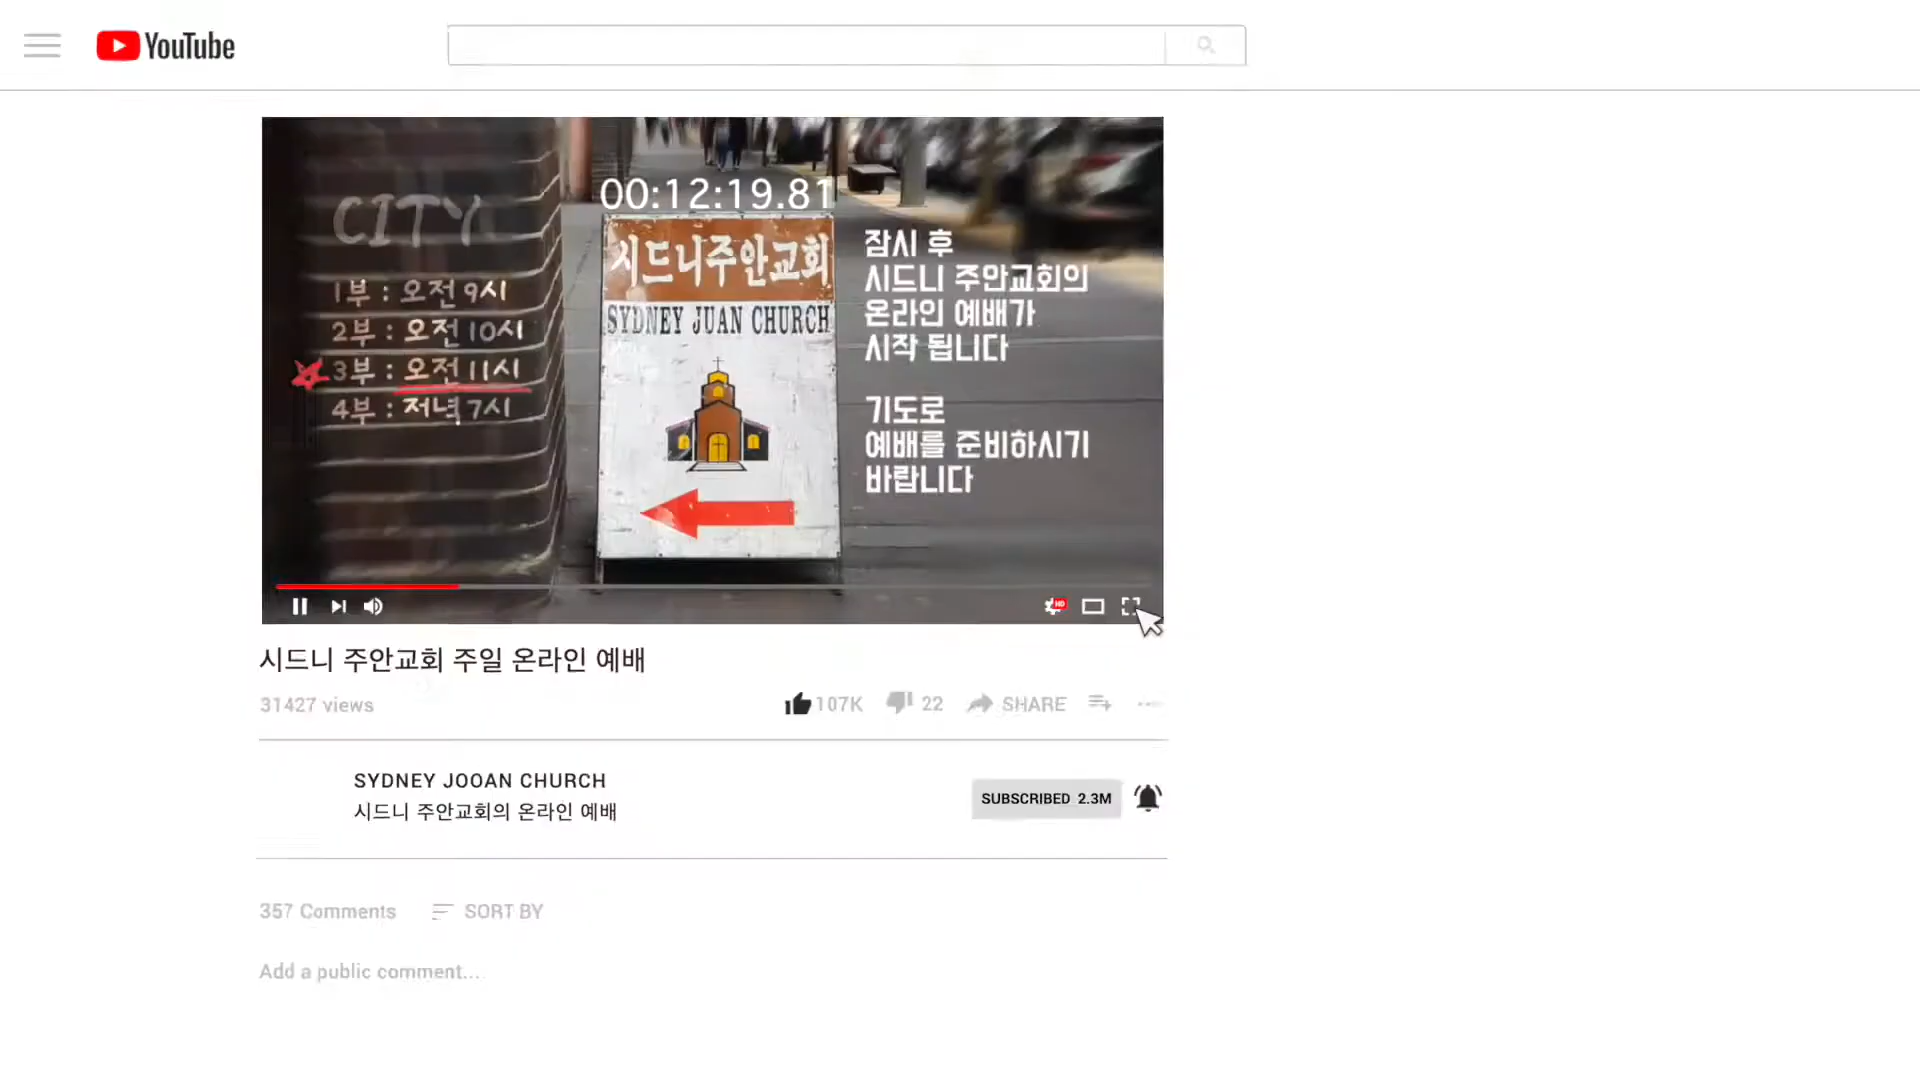 YouTube
00:12:19.81
CITY
1부 : 오전 9시
2부 : 오전 10시
3부 : 오전 11시
4부 : 저녁 7시
시드니주안교회
SYDNEY JUAN CHURCH
잠시 후
시드니 주안교회의
온라인 예배가
시작 됩니다
기도로
예배를 준비하시기
바랍니다
HD
시드니 주안교회 주일 온라인 예배
31427 views
107K
22
SHARE
SYDNEY JOOAN CHURCH
시드니 주안교회의 온라인 예배
SUBSCRIBED 2.3M
357 Comments
SORT BY
Add a public comment...